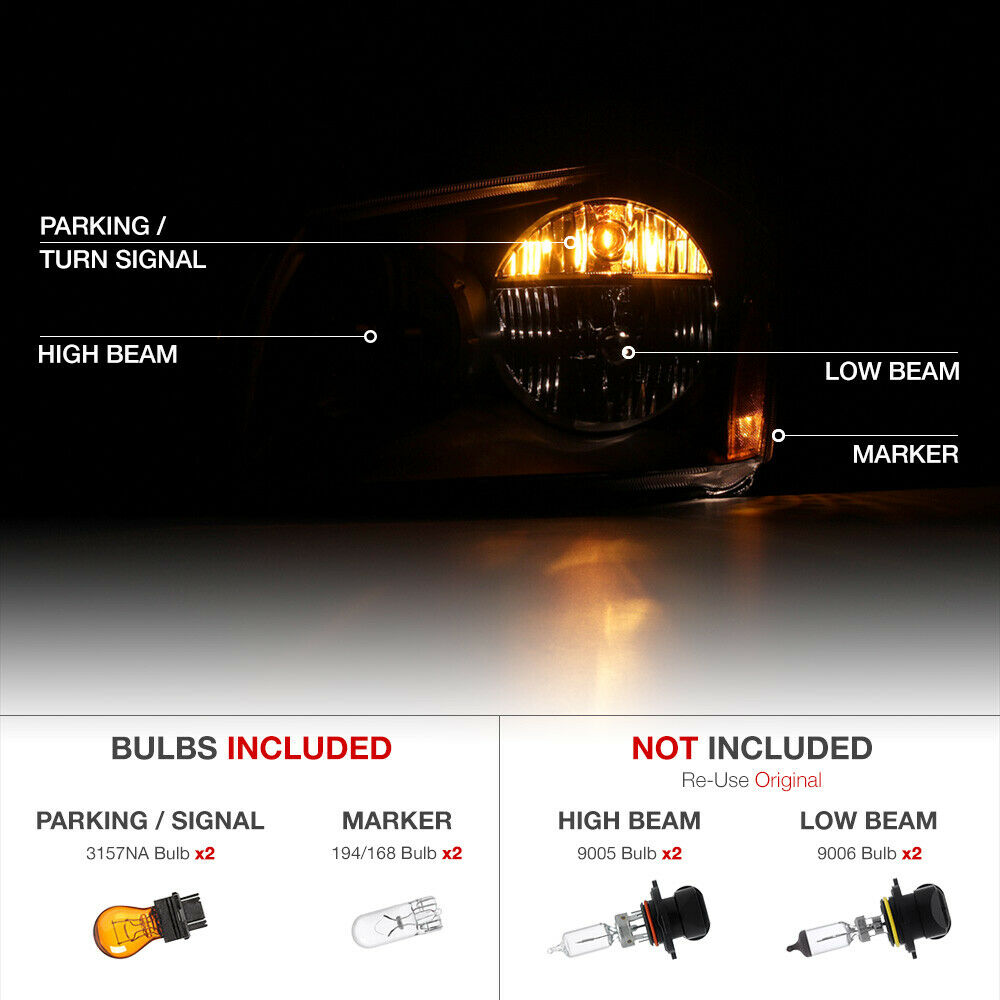 PARKING /
TURN SIGNAL
HIGH BEAM
LOW BEAM
MARKER
BULBS INCLUDED
PARKING / SIGNAL
3157NA Bulb x2
MARKER
194/168 Bulb x2
NOT INCLUDED
Re-Use Original
HIGH BEAM
9005 Bulb x2
LOW BEAM
9006 Bulb x2